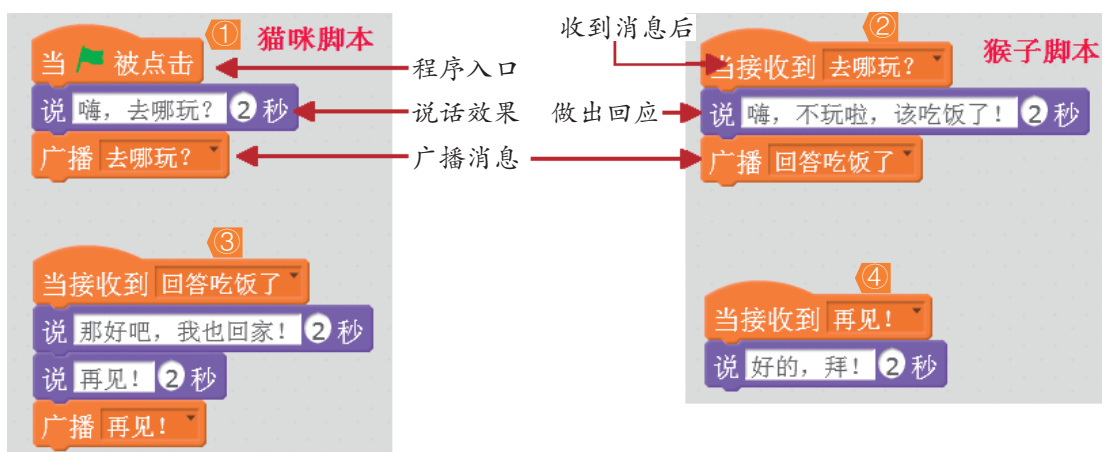 ① 猫咪脚本
当 被点击
程序入口
说 嗨，去哪玩？ 2 秒
说话效果
广播 去哪玩？
广播消息
收到消息后
② 猴子脚本
当接收到 去哪玩？
做出回应
说 嗨，不玩啦，该吃饭了！ 2 秒
广播 回答吃饭了
③
当接收到 回答吃饭了
说 那好吧，我也回家！ 2 秒
说 再见！ 2 秒
广播 再见！
④
当接收到 再见！
说 好的，拜！ 2 秒